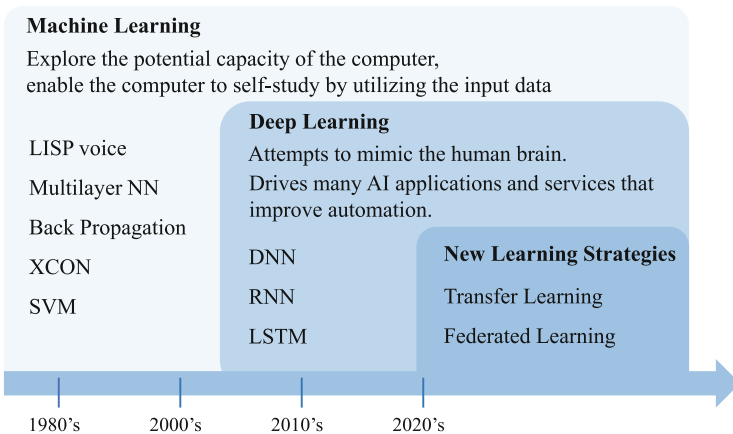 Machine Learning
Explore the potential capacity of the computer,
enable the computer to self-study by utilizing the input data
LISP voice
Multilayer NN
Back Propagation
XCON
SVM
Deep Learning
Attempts to mimic the human brain.
Drives many AI applications and services that
improve automation.
DNN
RNN
LSTM
New Learning Strategies
Transfer Learning
Federated Learning
1980’s
2000’s
2010’s
2020’s